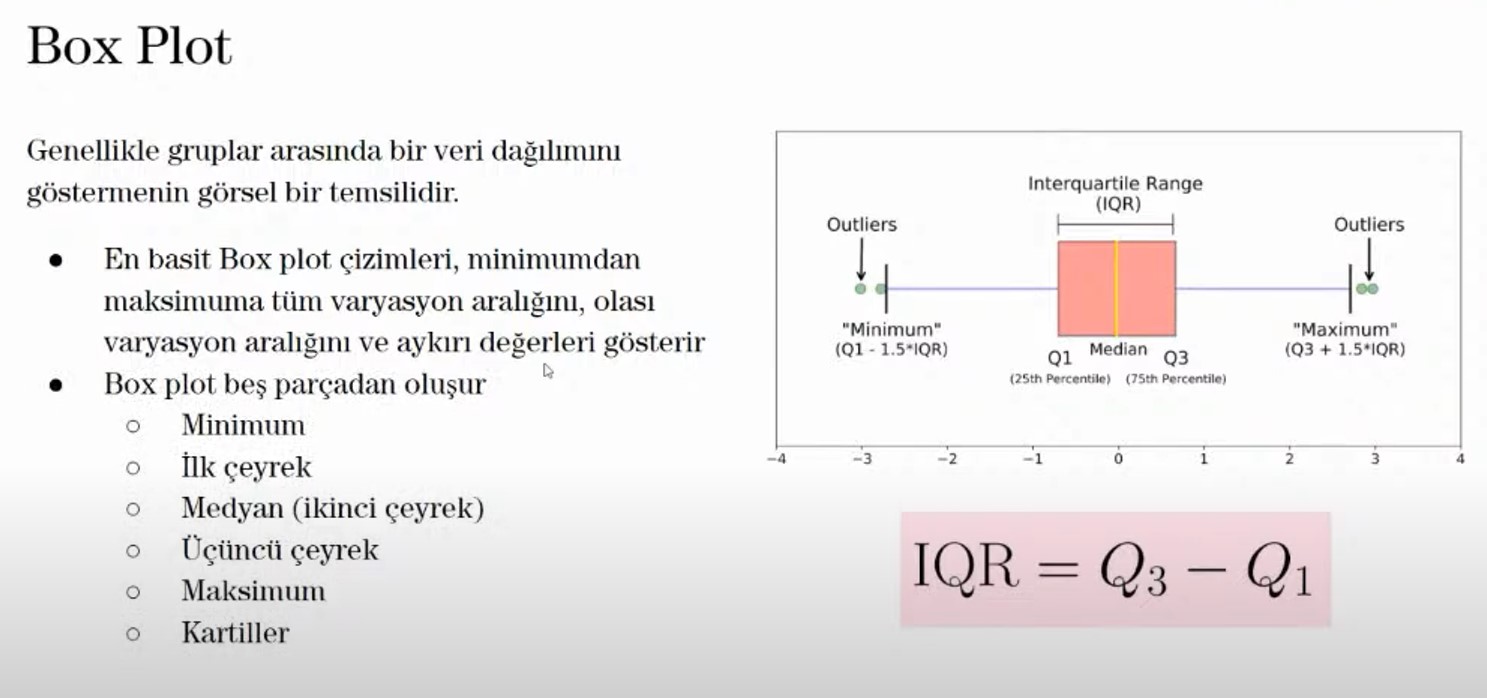 Box Plot
Genellikle gruplar arasında bir veri dağılımını
göstermenin görsel bir temsilidir.
● En basit Box plot çizimleri, minimumdan
maksimuma tüm varyasyon aralığını, olası
varyasyon aralığını ve aykırı değerleri gösterir
● Box plot beş parçadan oluşur
○ Minimum
○ İlk çeyrek
○ Medyan (ikinci çeyrek)
○ Üçüncü çeyrek
○ Maksimum
○ Kartiller
Interquartile Range
(IQR)
Outliers
Outliers
"Minimum"
(Q1 - 1.5*IQR)
Q1
(25th Percentile)
Median
Q3
(75th Percentile)
"Maximum"
(Q3 + 1.5*IQR)
−4 −3 −2 −1 0 1 2 3 4
IQR = Q₃ − Q₁